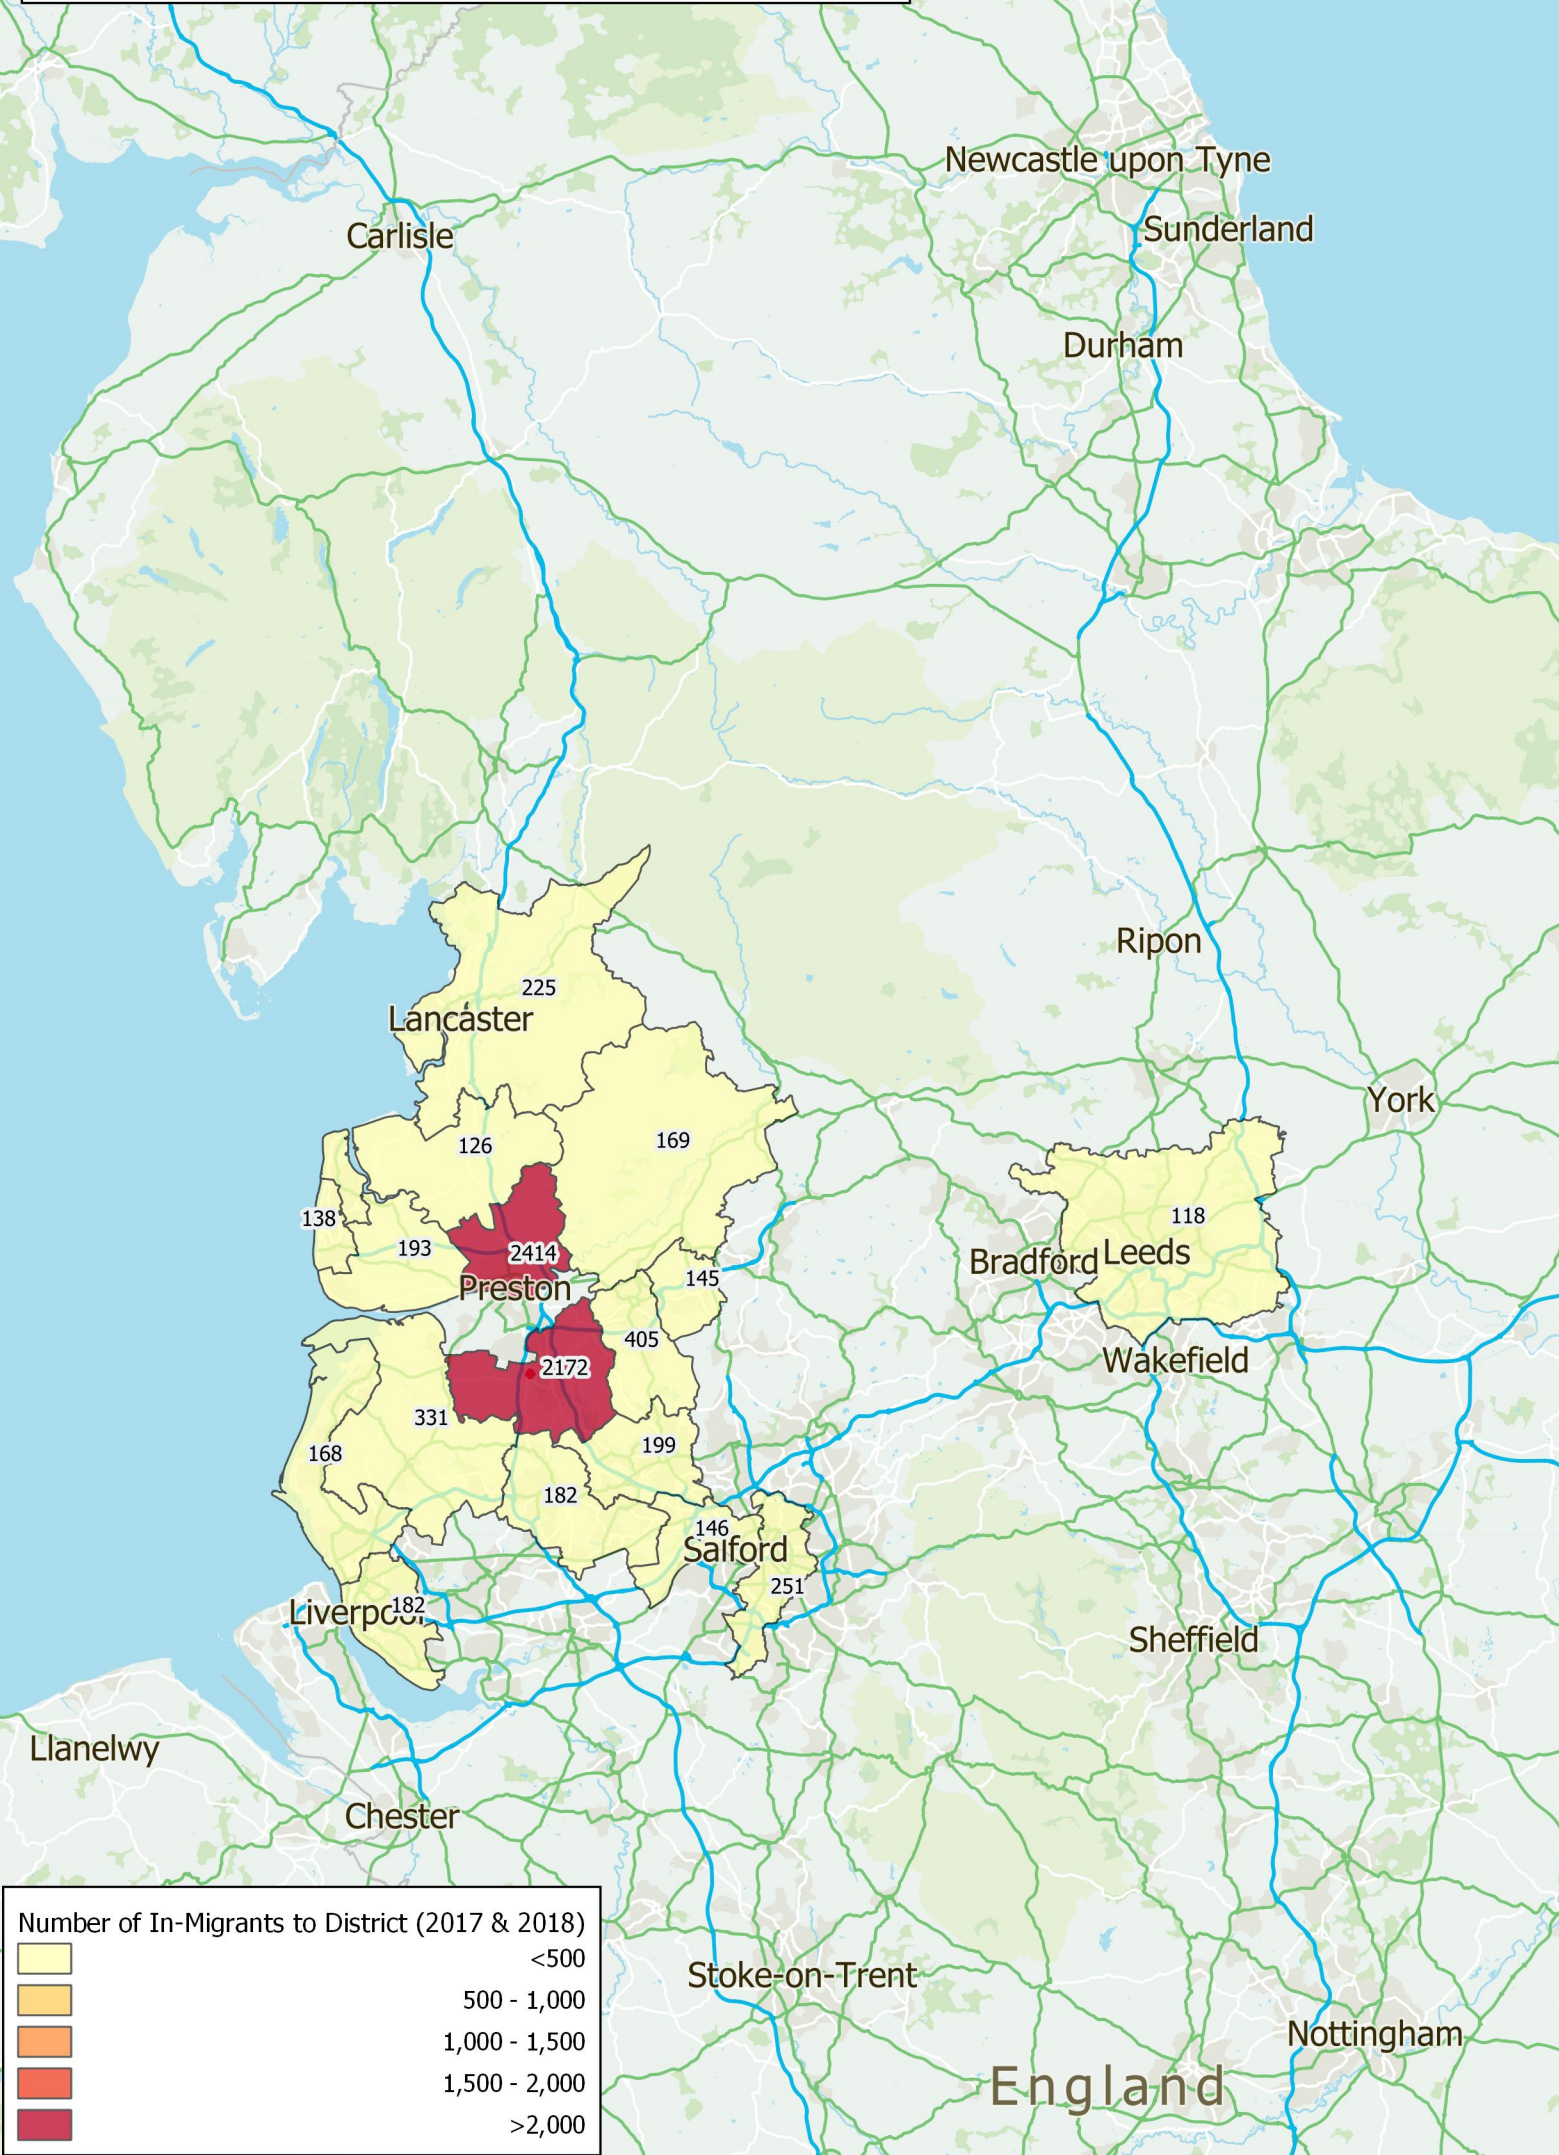 Newcastle upon Tyne
Sunderland
Carlisle
Durham
Ripon
225
Lancaster
York
126
169
138
193
2414
118
Bradford
Leeds
Preston
145
405
Wakefield
2172
331
168
199
182
146
Salford
251
182
Liverpool
Sheffield
Llanelwy
Chester
Number of In-Migrants to District (2017 & 2018)
<500
500 - 1,000
1,000 - 1,500
1,500 - 2,000
>2,000
Stoke-on-Trent
Nottingham
England